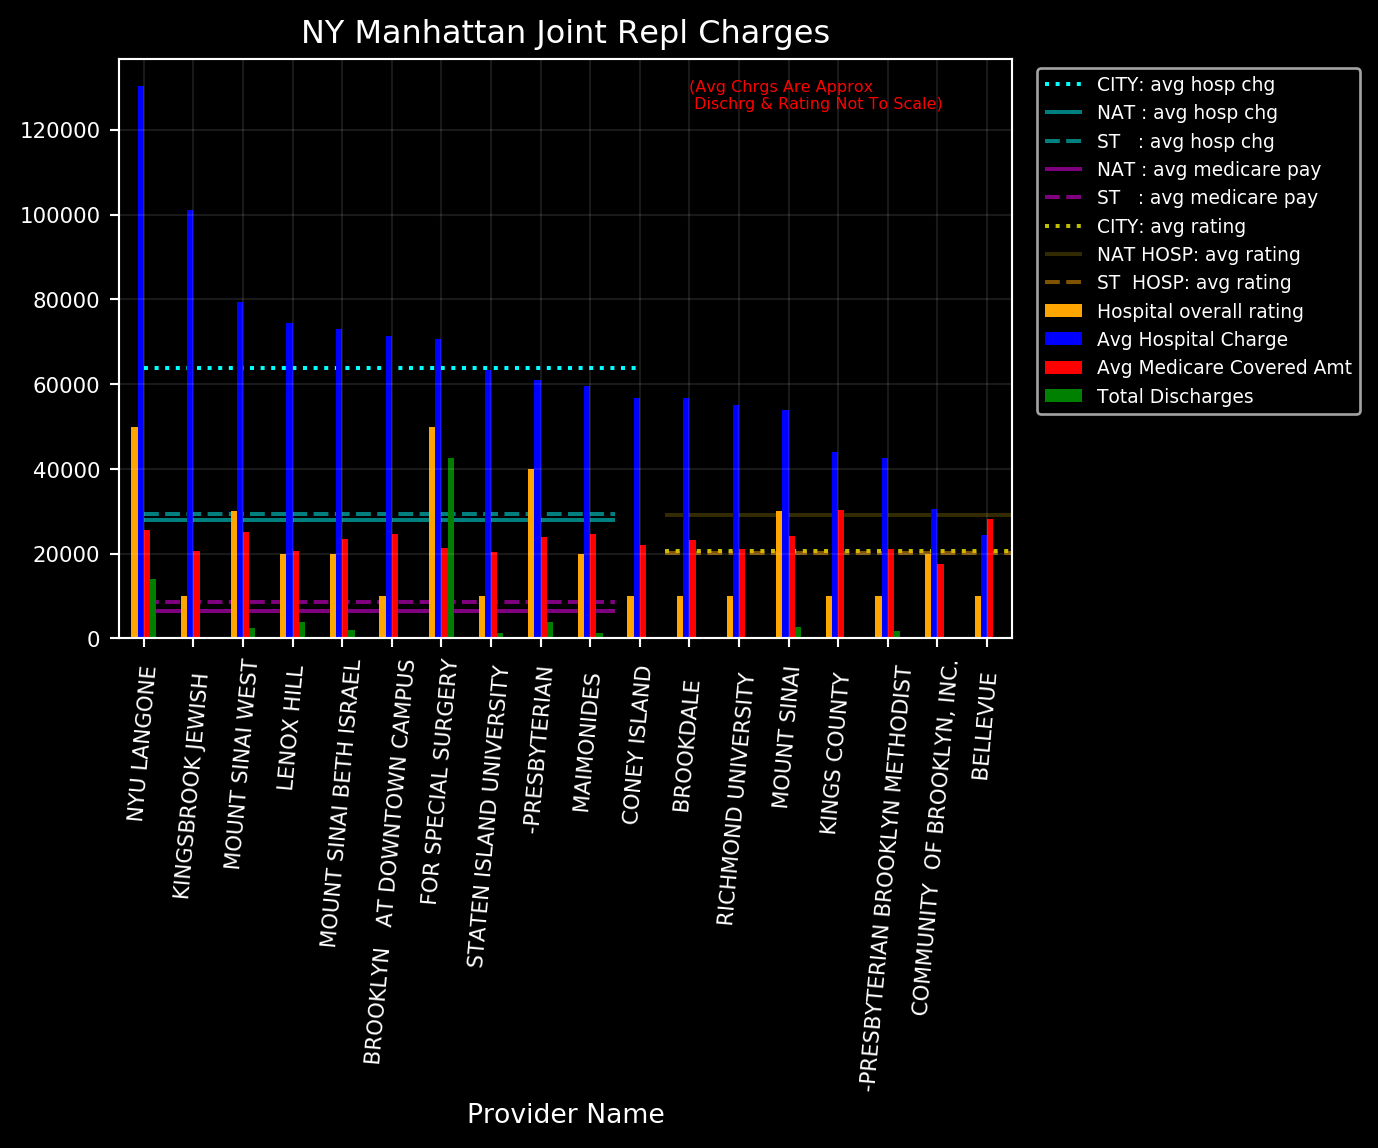 NY Manhattan Joint Repl Charges
(Avg Chrgs Are Approx
Dischrg & Rating Not To Scale)
120000
100000
80000
60000
40000
20000
0
CITY: avg hosp chg
NAT : avg hosp chg
ST : avg hosp chg
NAT : avg medicare pay
ST : avg medicare pay
CITY: avg rating
NAT HOSP: avg rating
ST HOSP: avg rating
Hospital overall rating
Avg Hospital Charge
Avg Medicare Covered Amt
Total Discharges
NYU LANGONE
KINGSBROOK JEWISH
MOUNT SINAI WEST
LENOX HILL
MOUNT SINAI BETH ISRAEL
BROOKLYN AT DOWNTOWN CAMPUS
FOR SPECIAL SURGERY
STATEN ISLAND UNIVERSITY
-PRESBYTERIAN
MAIMONIDES
CONEY ISLAND
BROOKDALE
RICHMOND UNIVERSITY
MOUNT SINAI
KINGS COUNTY
-PRESBYTERIAN BROOKLYN METHODIST
COMMUNITY OF BROOKLYN, INC.
BELLEVUE
Provider Name